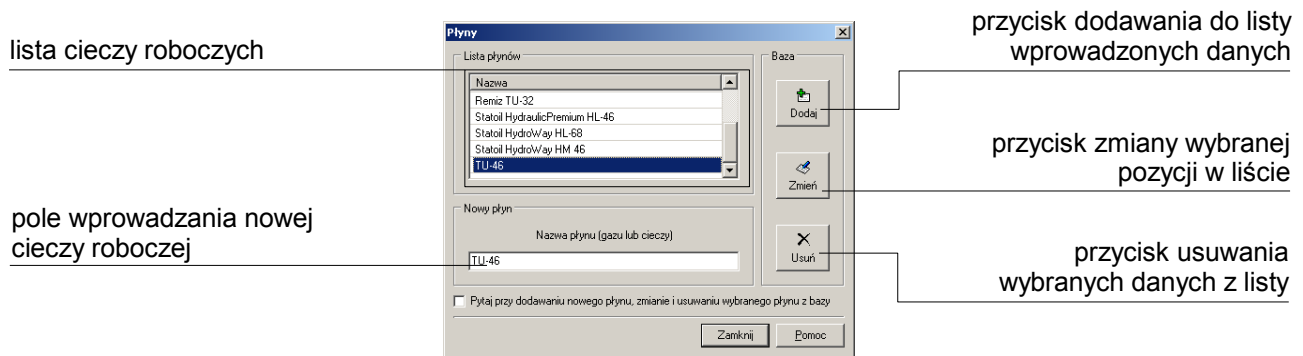 lista cieczy roboczych
pole wprowadzania nowej
cieczy roboczej
Płyny
Lista płynów
Nazwa
Remiz TU-32
Statoil HydraulicPremium HL-46
Statoil HydroWay HL-68
Statoil HydroWay HM 46
TU-46
Nowy płyn
Nazwa płynu (gazu lub cieczy)
TU-46
Baza
Dodaj
Zmień
Usuń
Pytaj przy dodawaniu nowego płynu, zmianie i usuwaniu wybranego płynu z bazy
Zamknij
Pomoc
przycisk dodawania do listy
wprowadzonych danych
przycisk zmiany wybranej
pozycji w liście
przycisk usuwania
wybranych danych z listy